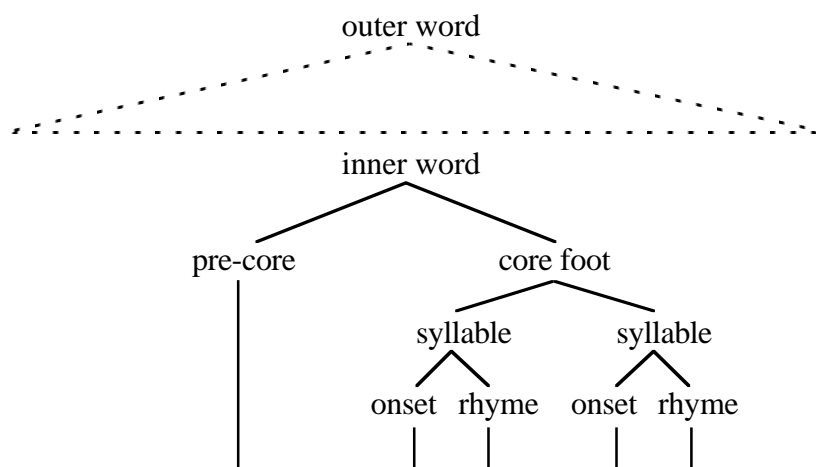 outer word
inner word
pre-core core foot
syllable syllable
onset rhyme onset rhyme